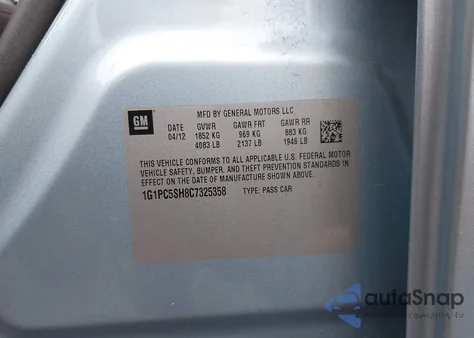 GM
MFD BY GENERAL MOTORS LLC
DATE GVWR GAWR FRT GAWR RR
04/12 1852 KG 969 KG 883 KG
4083 LB 2137 LB 1946 LB
THIS VEHICLE CONFORMS TO ALL APPLICABLE U.S. FEDERAL MOTOR
VEHICLE SAFETY, BUMPER, AND THEFT PREVENTION STANDARDS IN
EFFECT ON THE DATE OF MANUFACTURE SHOWN ABOVE.
1G1PC5SH8C7325358 TYPE: PASS CAR
autaSnap